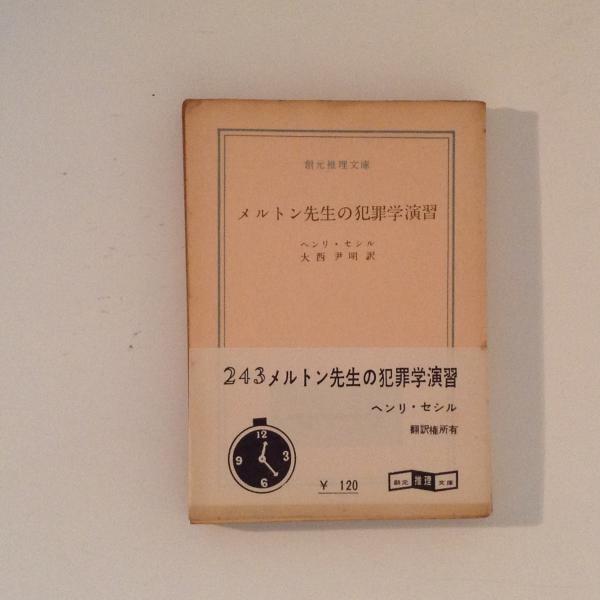 創元推理文庫
メルトン先生の犯罪学演習
ヘンリ・セシル
大西尹明訳
243メルトン先生の犯罪学演習
ヘンリ・セシル
翻訳権所有
12
9 3
6
¥ 120
創元 推理 文庫